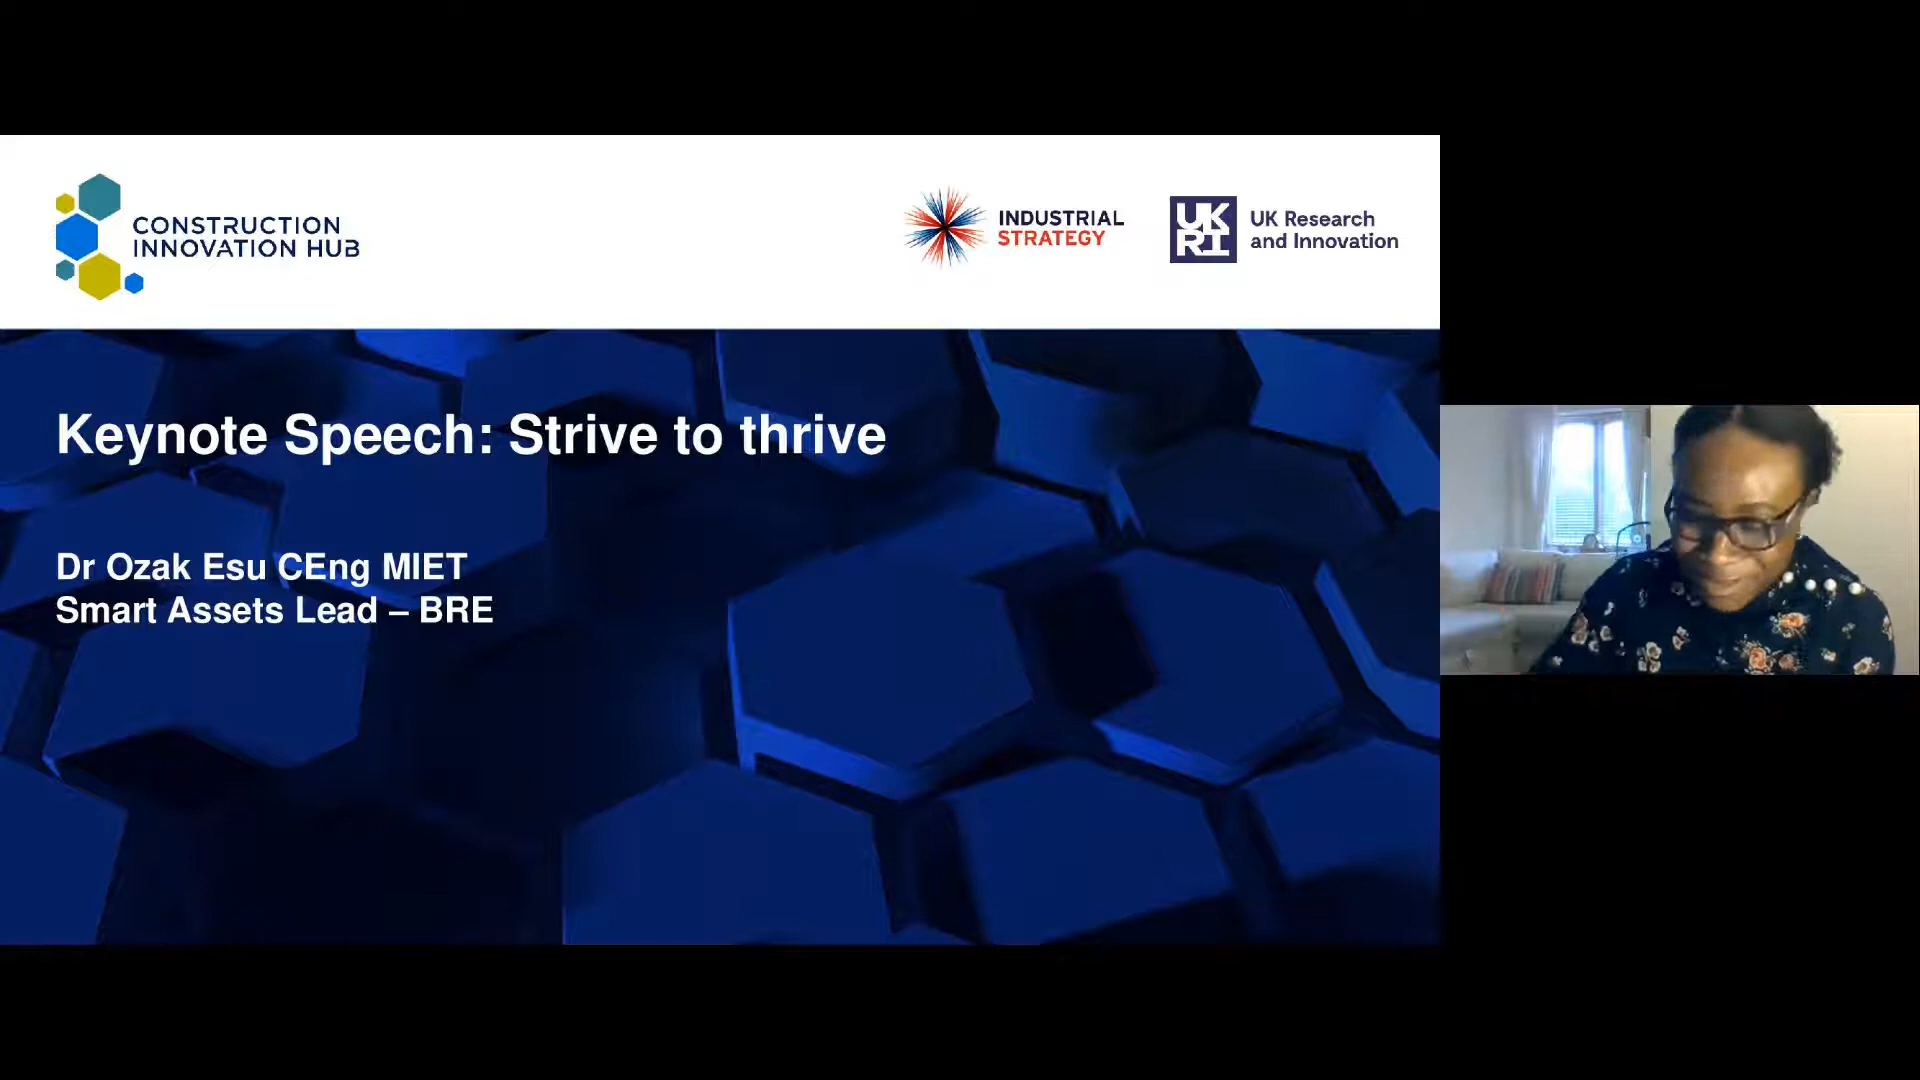 CONSTRUCTION
INNOVATION HUB
INDUSTRIAL
STRATEGY
UK
RI
UK Research
and Innovation
Keynote Speech: Strive to thrive
Dr Ozak Esu CEng MIET
Smart Assets Lead – BRE